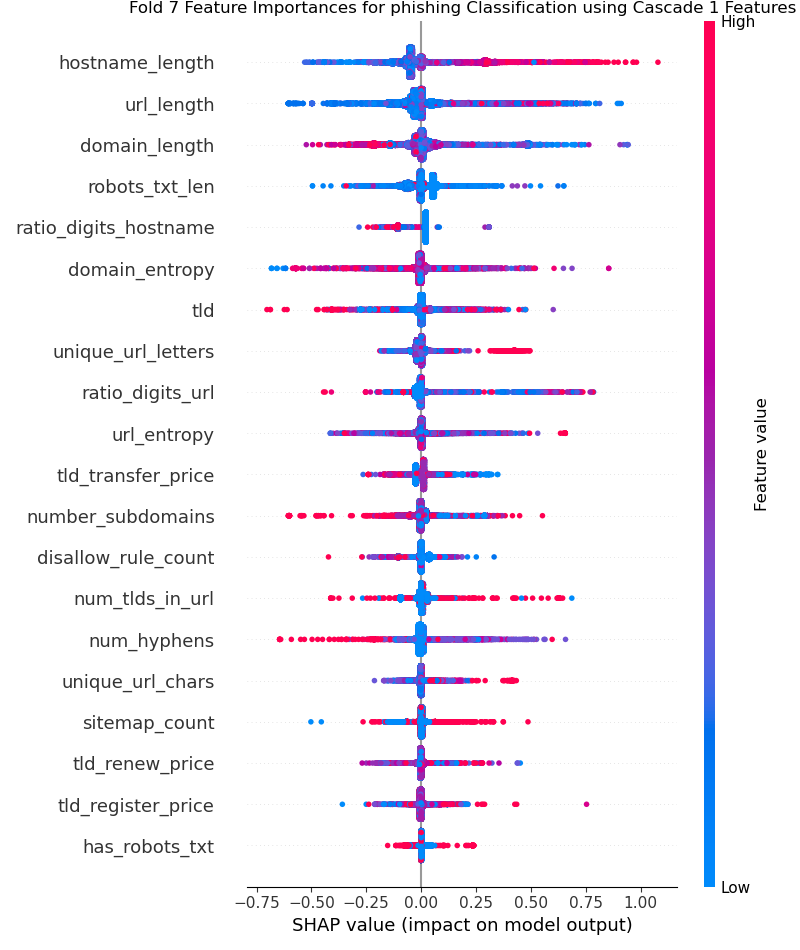 Fold 7 Feature Importances for phishing Classification using Cascade 1 Features
High
hostname_length
url_length
domain_length
robots_txt_len
ratio_digits_hostname
domain_entropy
tld
unique_url_letters
ratio_digits_url
url_entropy
tld_transfer_price
number_subdomains
disallow_rule_count
num_tlds_in_url
num_hyphens
unique_url_chars
sitemap_count
tld_renew_price
tld_register_price
has_robots_txt
Feature value
Low
−0.75 −0.50 −0.25 0.00 0.25 0.50 0.75 1.00
SHAP value (impact on model output)